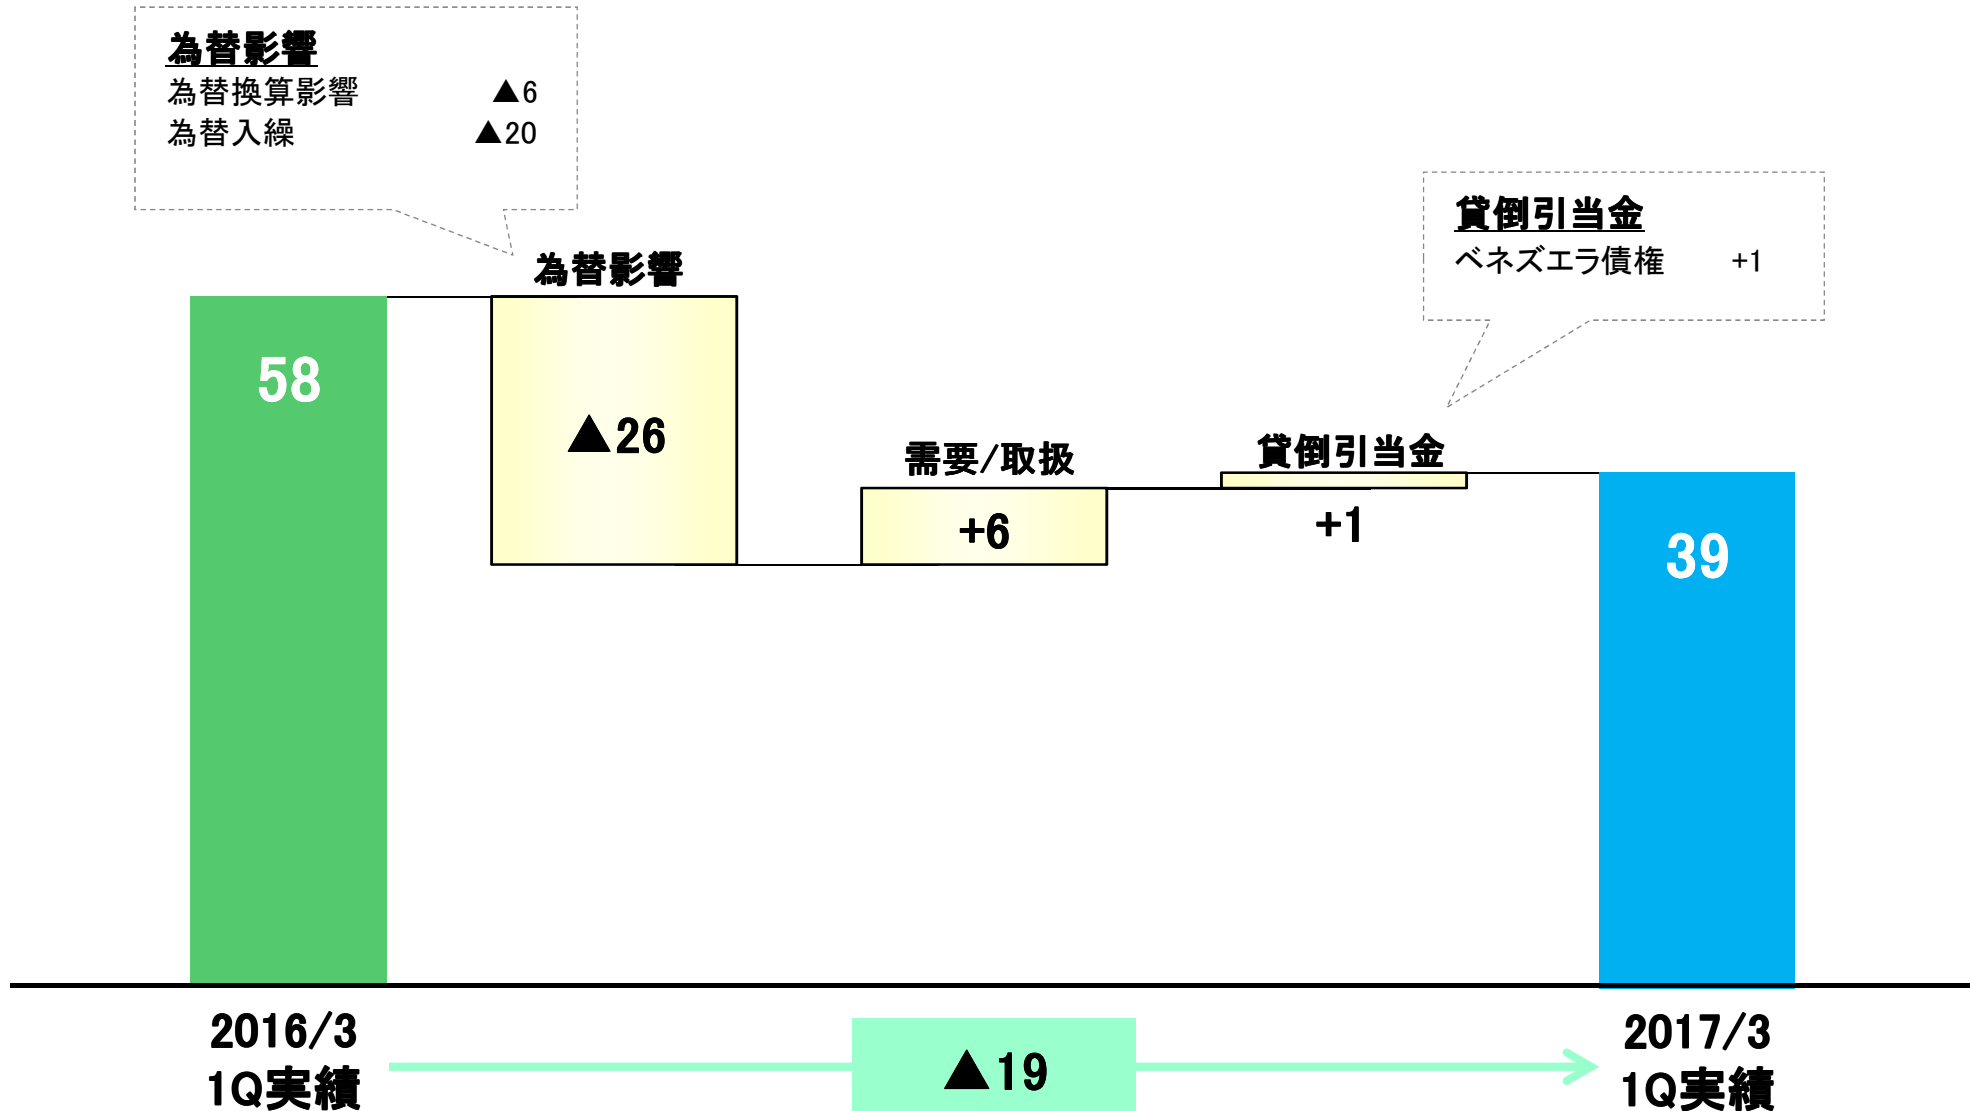 為替影響
為替換算影響 ▲6
為替入繰 ▲20
貸倒引当金
ベネズエラ債権 +1
為替影響
58
▲26
需要/取扱
+6
貸倒引当金
+1
39
2016/3
1Q実績
▲19
2017/3
1Q実績